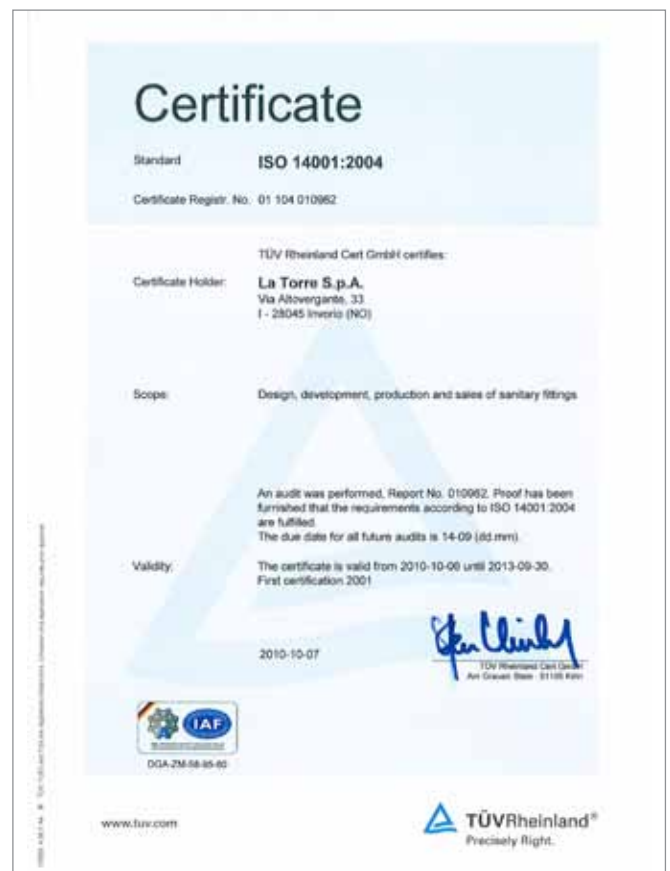 Certificate
Standard ISO 14001:2004
Certificate Registr. No. 01 104 010962
TÜV Rheinland Cert GmbH certifies:
Certificate Holder: La Torre S.p.A.
Via Altovergante, 33
I - 28045 Invorio (NO)
Scope: Design, development, production and sales of sanitary fittings
An audit was performed, Report No. 010962. Proof has been
furnished that the requirements according to ISO 14001:2004
are fulfilled.
The due date for all future audits is 14-09 (dd.mm).
Validity: The certificate is valid from 2010-10-06 until 2013-09-30.
First certification 2001
2010-10-07
TÜV Rheinland Cert GmbH
Am Grauen Stein · 51105 Köln
IAF
DGA-ZM-58-95-60
www.tuv.com
TÜVRheinland®
Precisely Right.